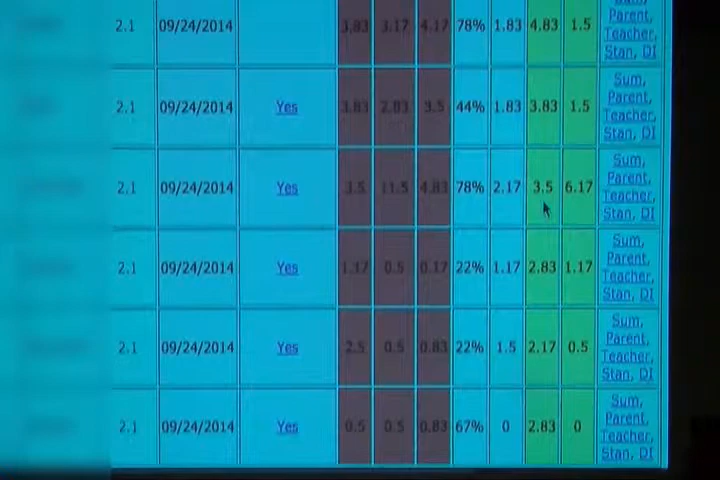 2.1 09/24/2014 3.83 3.17 4.17 78% 1.83 4.83 1.5
Parent,
Teacher,
Stan, DI
2.1 09/24/2014 Yes 3.83 2.83 3.5 44% 1.83 3.83 1.5
Sum,
Parent,
Teacher,
Stan, DI
2.1 09/24/2014 Yes 3.5 11.5 4.83 78% 2.17 3.5 6.17
Sum,
Parent,
Teacher,
Stan, DI
2.1 09/24/2014 Yes 1.17 0.5 0.17 22% 1.17 2.83 1.17
Sum,
Parent,
Teacher,
Stan, DI
2.1 09/24/2014 Yes 2.5 0.5 0.83 22% 1.5 2.17 0.5
Sum,
Parent,
Teacher,
Stan, DI
2.1 09/24/2014 Yes 0.5 0.5 0.83 67% 0 2.83 0
Sum,
Parent,
Teacher,
Stan, DI